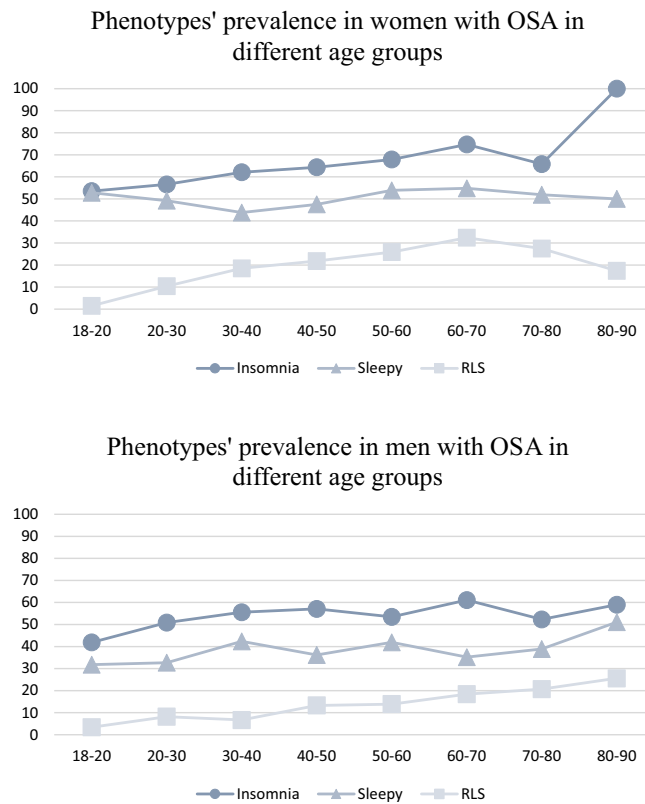 Phenotypes' prevalence in women with OSA in
different age groups
100
90
80
70
60
50
40
30
20
10
0
18-20 20-30 30-40 40-50 50-60 60-70 70-80 80-90
Insomnia Sleepy RLS
Phenotypes' prevalence in men with OSA in
different age groups
100
90
80
70
60
50
40
30
20
10
0
18-20 20-30 30-40 40-50 50-60 60-70 70-80 80-90
Insomnia Sleepy RLS